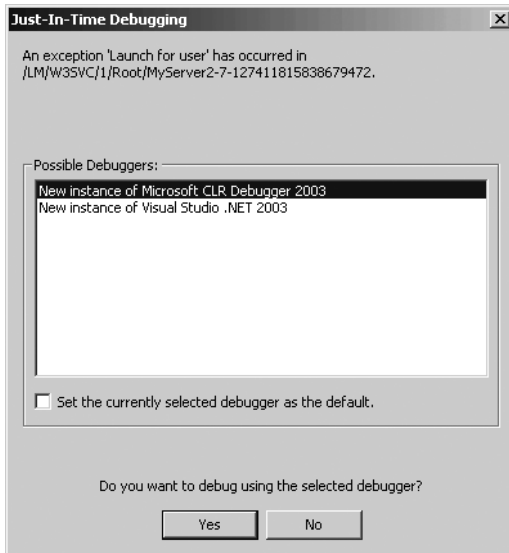 Just-In-Time Debugging
An exception 'Launch for user' has occurred in
/LM/W3SVC/1/Root/MyServer2-7-127411815838679472.
Possible Debuggers:
New instance of Microsoft CLR Debugger 2003
New instance of Visual Studio .NET 2003
Set the currently selected debugger as the default.
Do you want to debug using the selected debugger?
Yes
No